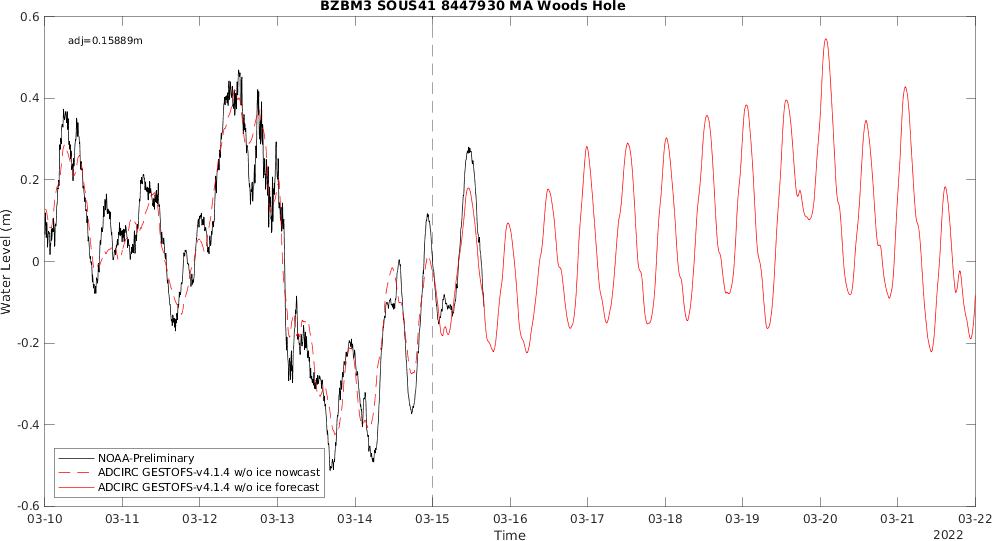 BZBM3 SOUS41 8447930 MA Woods Hole
adj=0.15889m
0.6
0.4
0.2
0
-0.2
-0.4
-0.6
Water Level (m)
NOAA-Preliminary
ADCIRC GESTOFS-v4.1.4 w/o ice nowcast
ADCIRC GESTOFS-v4.1.4 w/o ice forecast
03-10 03-11 03-12 03-13 03-14 03-15 03-16 03-17 03-18 03-19 03-20 03-21 03-22
Time
2022